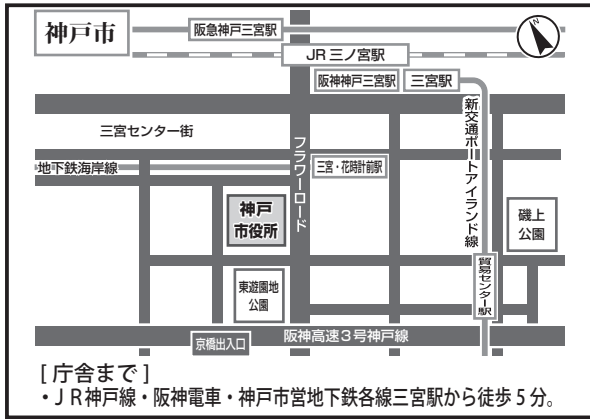 神戸市
阪急神戸三宮駅
N
JR 三ノ宮駅
阪神神戸三宮駅
三宮駅
三宮センター街
フラワーロード
新交通ポートアイランド線
地下鉄海岸線
三宮・花時計前駅
神戸
市役所
磯上
公園
東遊園地
公園
貿易センター駅
京橋出入口
阪神高速3号神戸線
[ 庁舎まで ]
・ＪＲ神戸線・阪神電車・神戸市営地下鉄各線三宮駅から徒歩５分。